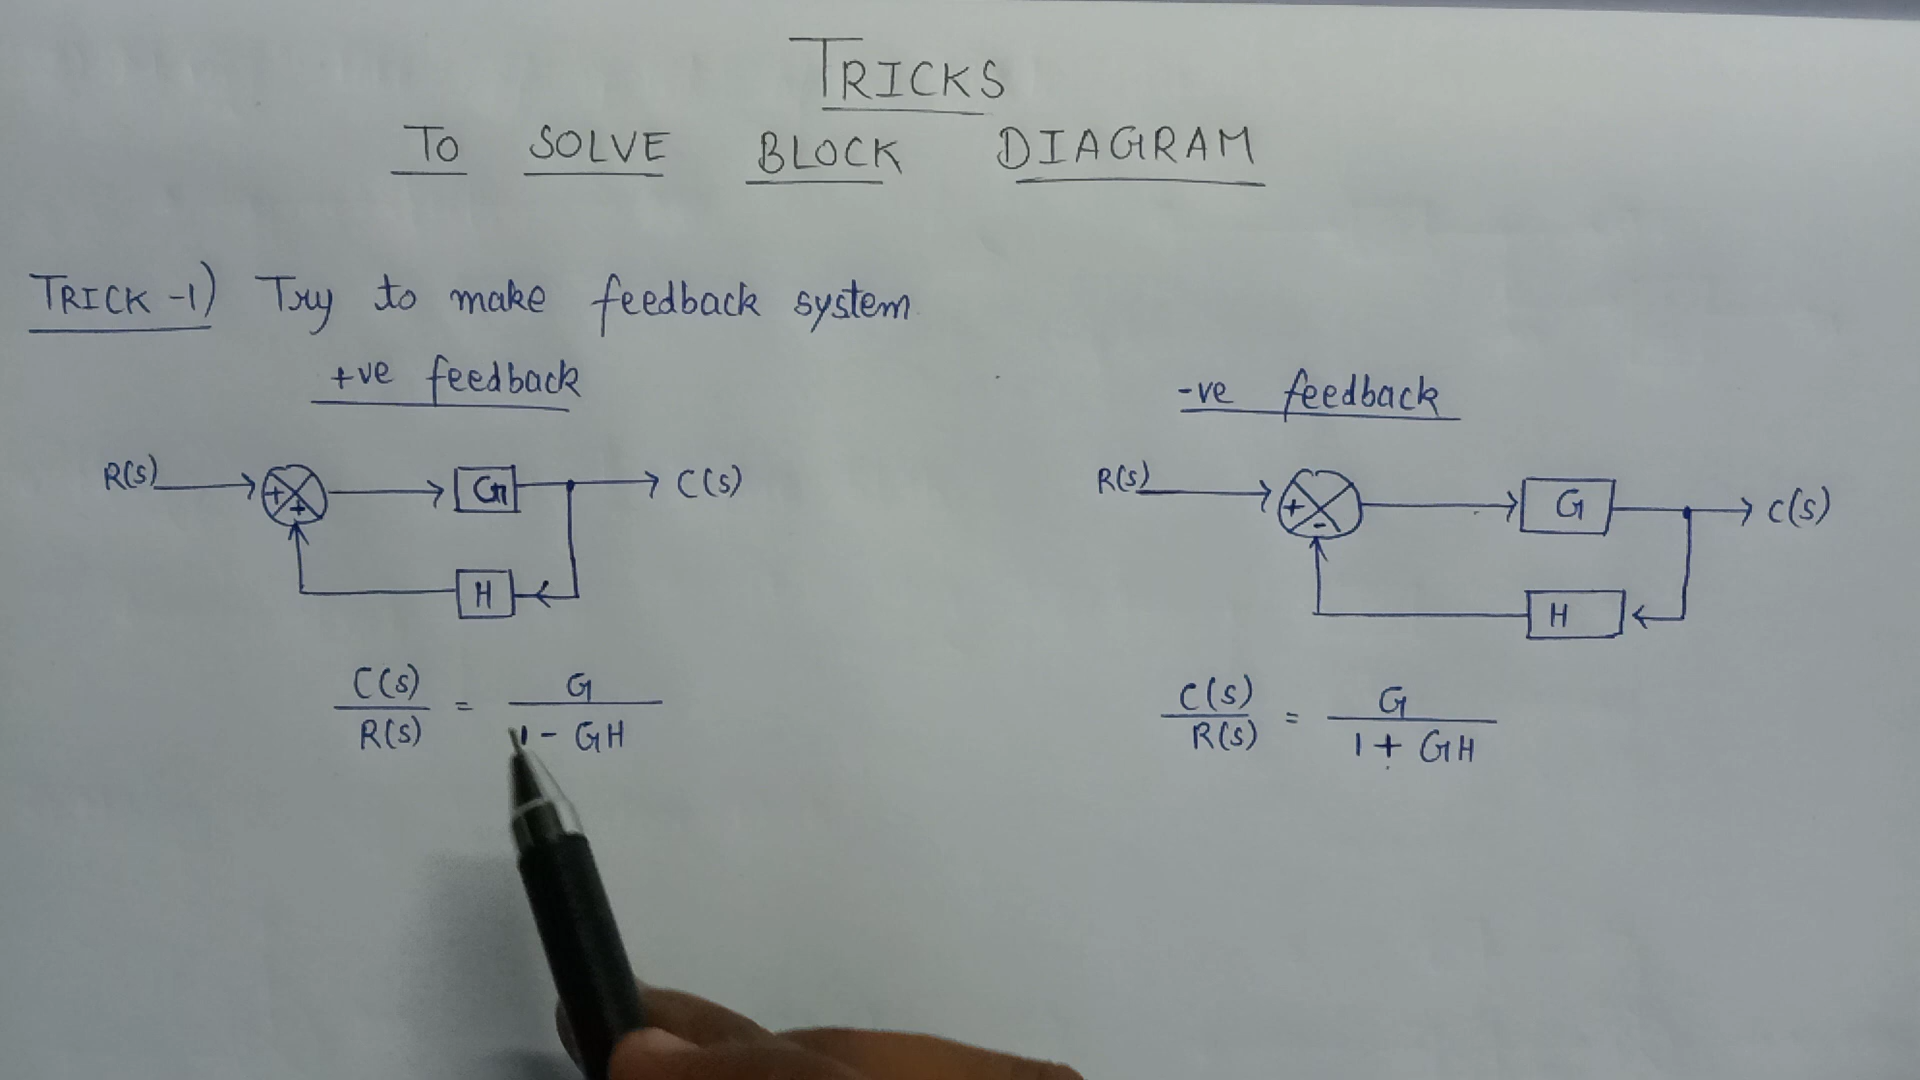 TRICKS
TO SOLVE BLOCK DIAGRAM
TRICK-1) Try to make feedback system
+ve feedback
-ve feedback
R(s) + + G C(s)
H
R(s) + - G C(s)
H
C(s)/R(s) = G/1 - GH
C(s)/R(s) = G/1 + GH